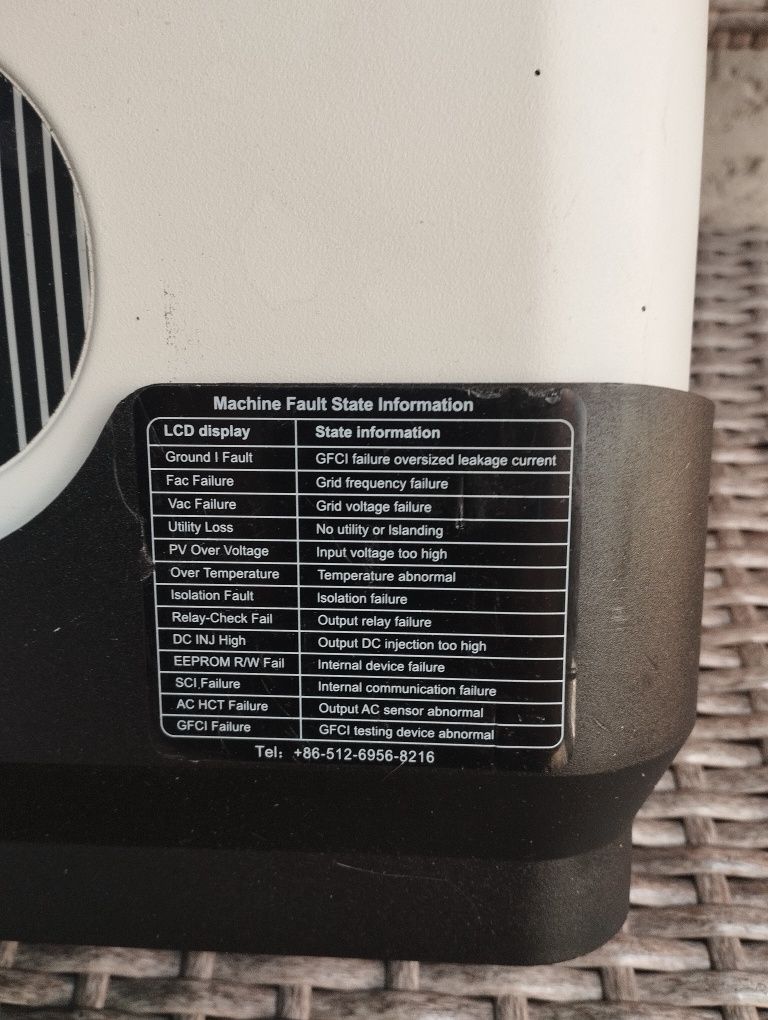 Machine Fault State Information
LCD display State information
Ground I Fault GFCI failure oversized leakage current
Fac Failure Grid frequency failure
Vac Failure Grid voltage failure
Utility Loss No utility or Islanding
PV Over Voltage Input voltage too high
Over Temperature Temperature abnormal
Isolation Fault Isolation failure
Relay-Check Fail Output relay failure
DC INJ High Output DC injection too high
EEPROM R/W Fail Internal device failure
SCI Failure Internal communication failure
AC HCT Failure Output AC sensor abnormal
GFCI Failure GFCI testing device abnormal
Tel: +86-512-6956-8216